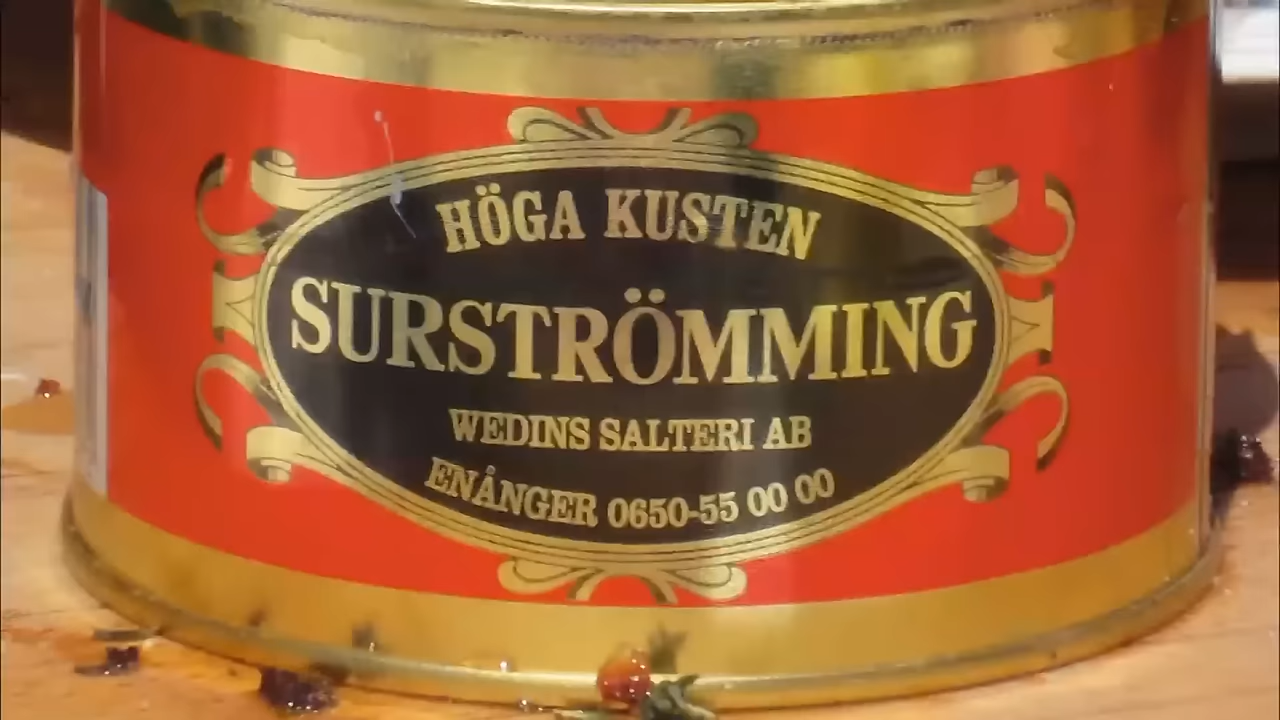 HÖGA KUSTEN
SURSTRÖMMING
WEDINS SALTERI AB
ENÅNGER 0650-55 00 00